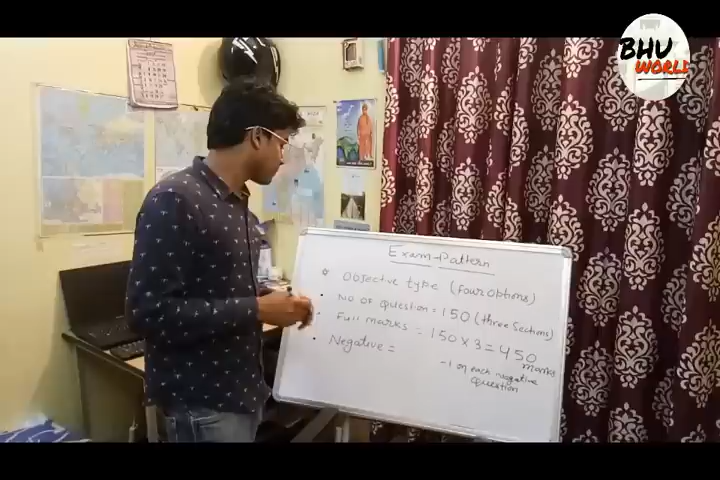 BHU
WORLD
Exam-Pattern
Objective type (four options)
No of Question = 150 (three Sections)
Full marks = 150 x 3 = 450 marks
Negative =
-1 on each negative
Question